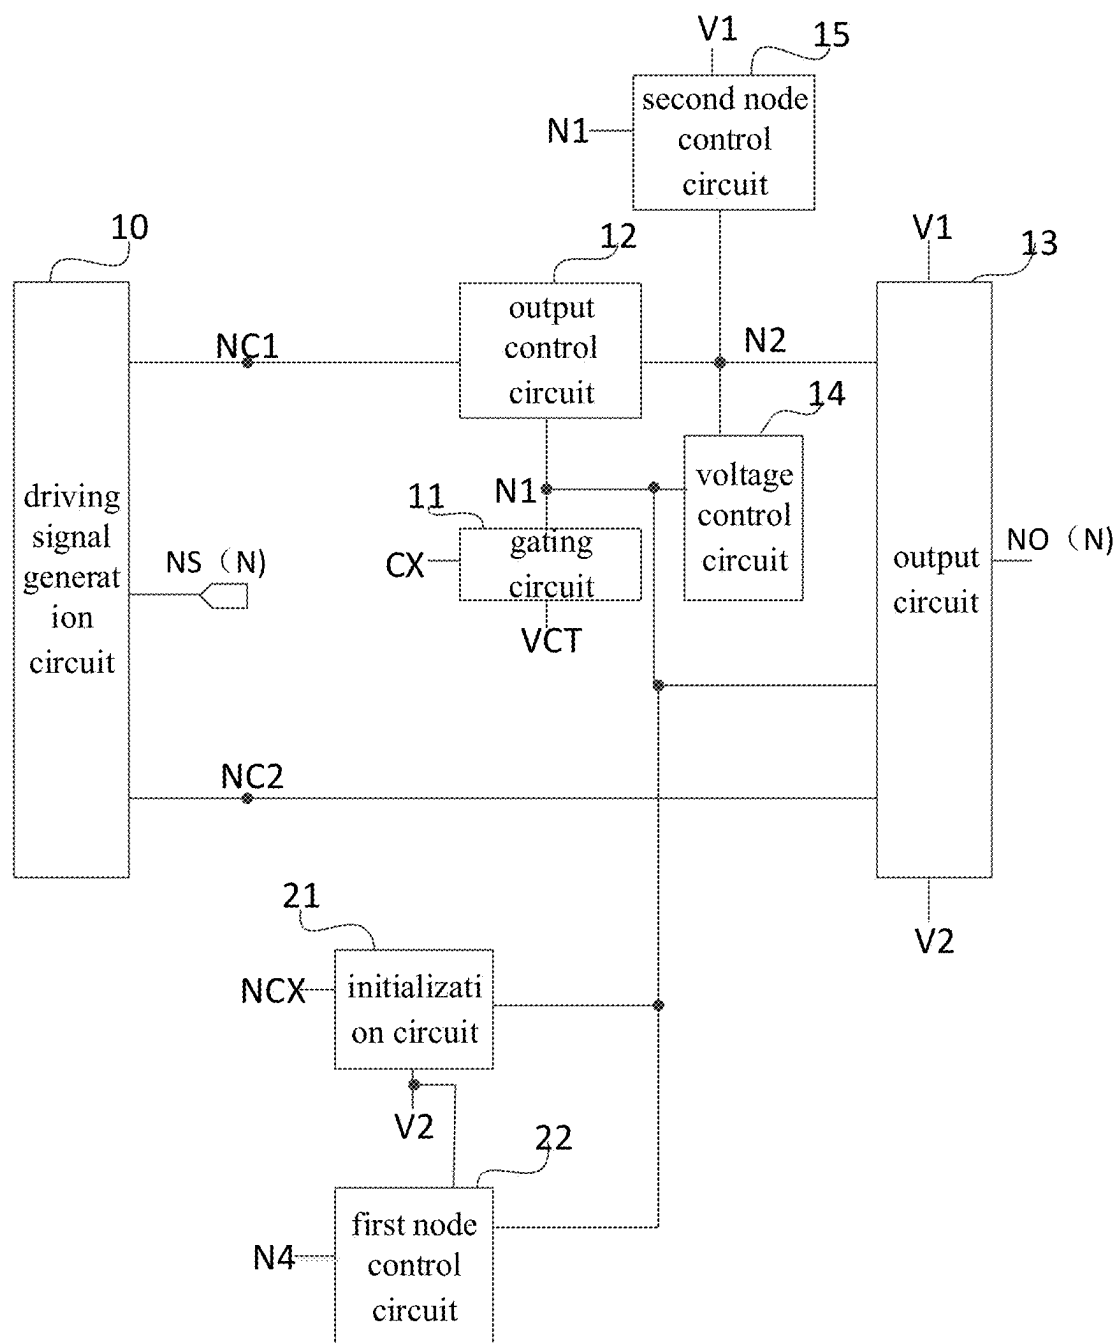 V1
15
second node
control
circuit
N1
10
12
V1
13
output
control
circuit
NC1
N2
14
driving
signal
generat
ion
circuit
NS（N)
N1
11
gating
circuit
CX
VCT
voltage
control
circuit
output
circuit
NO（N)
NC2
V2
21
NCX
initializati
on circuit
V2
22
N4
first node
control
circuit